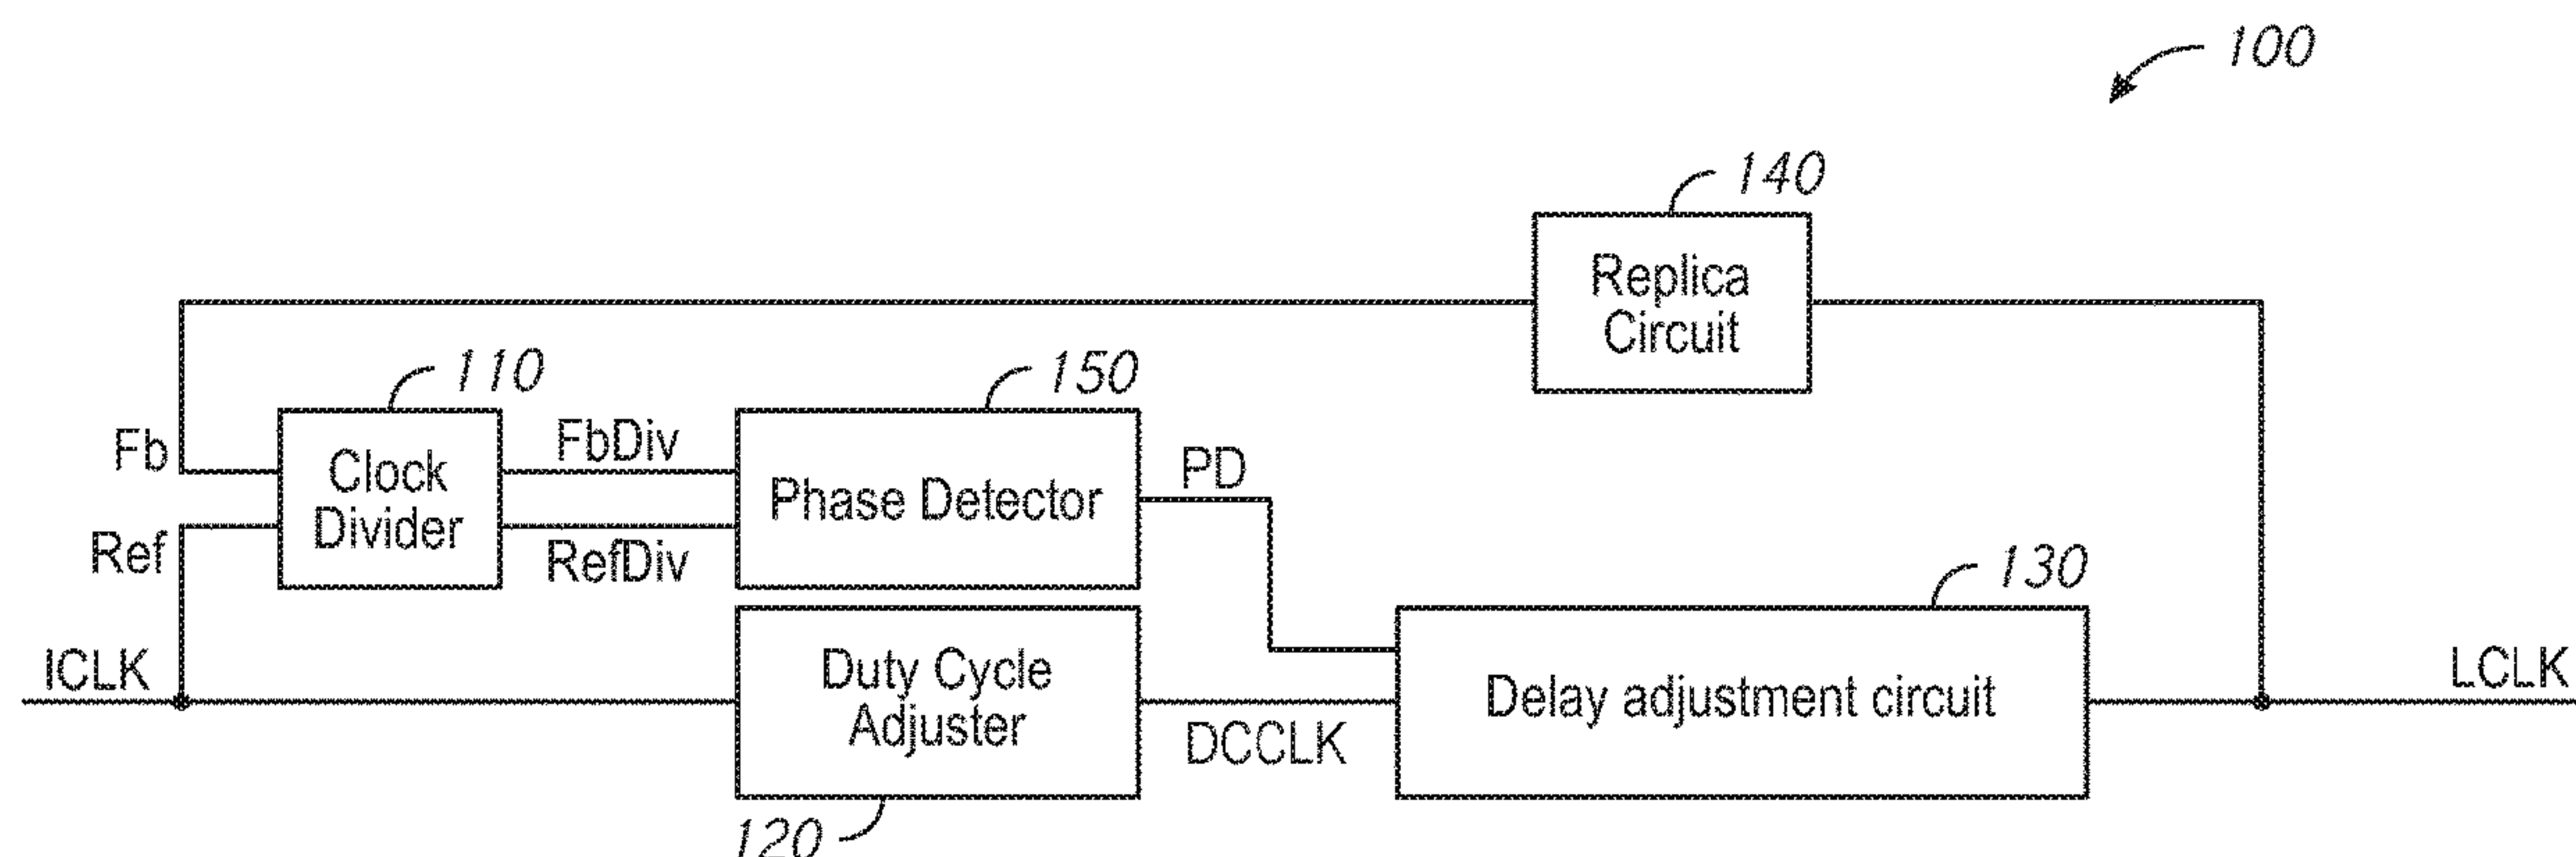 100
140
Replica
Circuit
110
150
Fb
Clock
Divider
FbDiv
Phase Detector
PD
Ref
RefDiv
130
ICLK
Duty Cycle
Adjuster
DCCLK
Delay adjustment circuit
LCLK
120